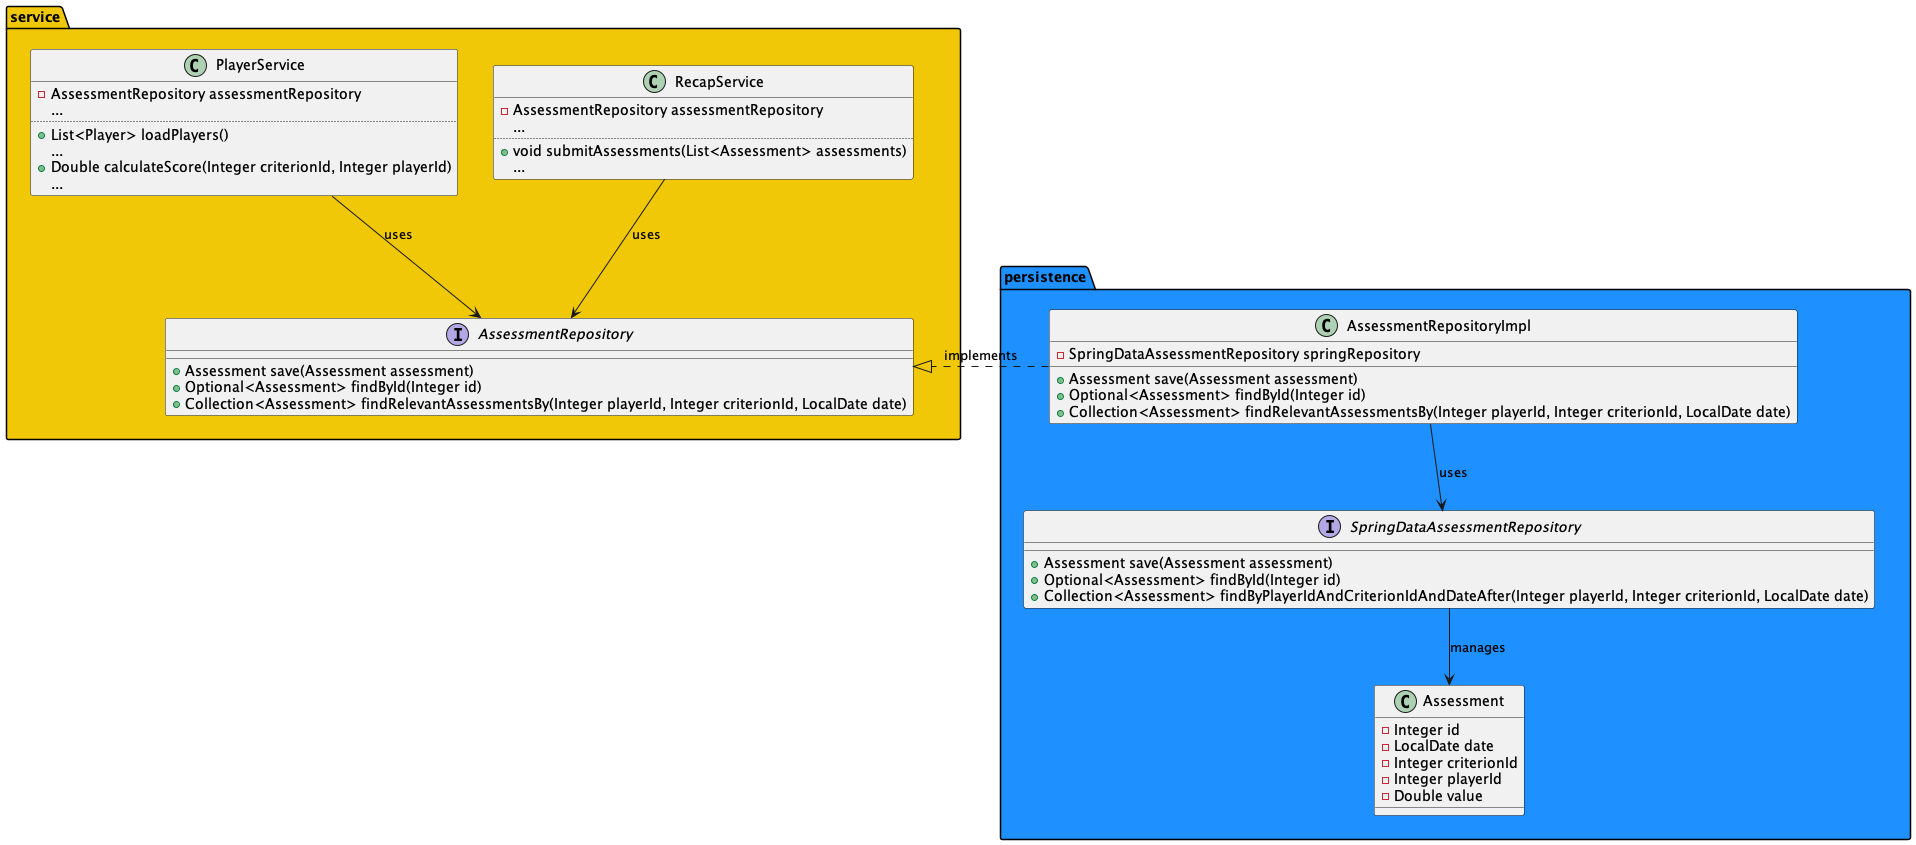 service
C PlayerService
AssessmentRepository assessmentRepository
...
List<Player> loadPlayers()
...
Double calculateScore(Integer criterionId, Integer playerId)
...
C RecapService
AssessmentRepository assessmentRepository
...
void submitAssessments(List<Assessment> assessments)
...
uses
uses
I AssessmentRepository
Assessment save(Assessment assessment)
Optional<Assessment> findById(Integer id)
Collection<Assessment> findRelevantAssessmentsBy(Integer playerId, Integer criterionId, LocalDate date)
implements
persistence
C AssessmentRepositoryImpl
SpringDataAssessmentRepository springRepository
Assessment save(Assessment assessment)
Optional<Assessment> findById(Integer id)
Collection<Assessment> findRelevantAssessmentsBy(Integer playerId, Integer criterionId, LocalDate date)
uses
I SpringDataAssessmentRepository
Assessment save(Assessment assessment)
Optional<Assessment> findById(Integer id)
Collection<Assessment> findByPlayerIdAndCriterionIdAndDateAfter(Integer playerId, Integer criterionId, LocalDate date)
manages
C Assessment
Integer id
LocalDate date
Integer criterionId
Integer playerId
Double value